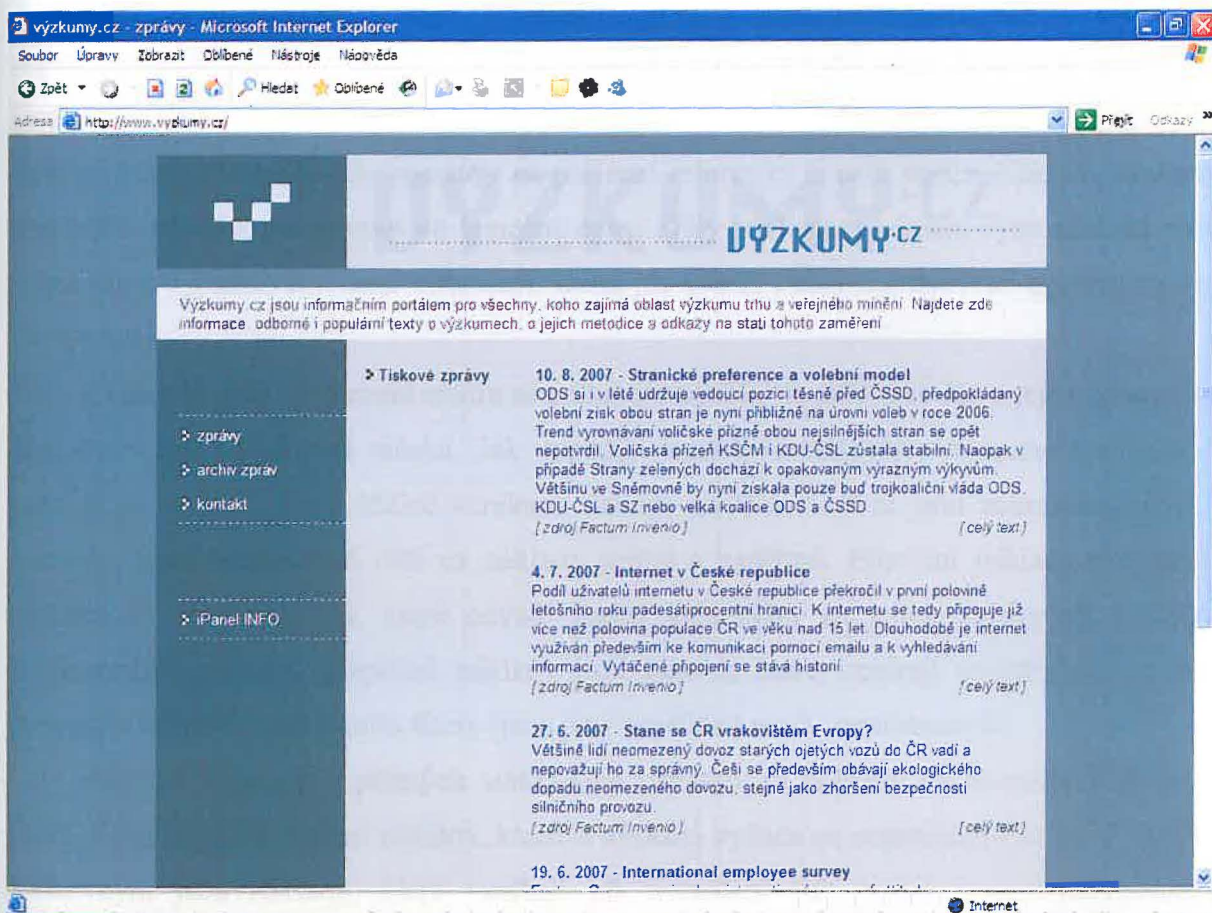 výzkumy.cz - zprávy - Microsoft Internet Explorer
Soubor Úpravy Zobrazit Oblíbené Nástroje Nápověda
Zpět Hledat Oblíbené
Adresa http://www.vyzkumy.cz/ Přejít Odkazy
VÝZKUMY.CZ
VÝZKUMY.CZ
Výzkumy.cz jsou informačním portálem pro všechny, koho zajímá oblast výzkumu trhu a veřejného mínění. Najdete zde
informace, odborné i populární texty o výzkumech, o jejich metodice a odkazy na stati tohoto zaměření.
zprávy
archiv zpráv
kontakt
iPanel INFO
Tiskové zprávy
10. 8. 2007 - Stranické preference a volební model
ODS si i v létě udržuje vedoucí pozici těsně před ČSSD, předpokládaný
volební zisk obou stran je nyní přibližně na úrovni voleb v roce 2006.
Trend vyrovnávání voličské přízně obou nejsilnějších stran se opět
nepotvrdil. Voličská přízeň KSČM i KDU-ČSL zůstala stabilní. Naopak v
případě Strany zelených dochází k opakovaným výrazným výkyvům.
Většinu ve Sněmovně by nyní získala pouze buď trojkoaliční vláda ODS,
KDU-ČSL a SZ nebo velká koalice ODS a ČSSD.
[ zdroj Factum Invenio ] [ celý text ]
4. 7. 2007 - Internet v České republice
Podíl uživatelů internetu v České republice překročil v první polovině
letošního roku padesátiprocentní hranici. K internetu se tedy připojuje již
více než polovina populace ČR ve věku nad 15 let. Dlouhodobě je internet
využíván především ke komunikaci pomocí emailu a k vyhledávání
informací. Vytáčené připojení se stává historií.
[ zdroj Factum Invenio ] [ celý text ]
27. 6. 2007 - Stane se ČR vrakovištěm Evropy?
Většině lidí neomezený dovoz starých ojetých vozů do ČR vadí a
nepovažují ho za správný. Češi se především obávají ekologického
dopadu neomezeného dovozu, stejně jako zhoršení bezpečnosti
silničního provozu.
[ zdroj Factum Invenio ] [ celý text ]
19. 6. 2007 - International employee survey
Internet